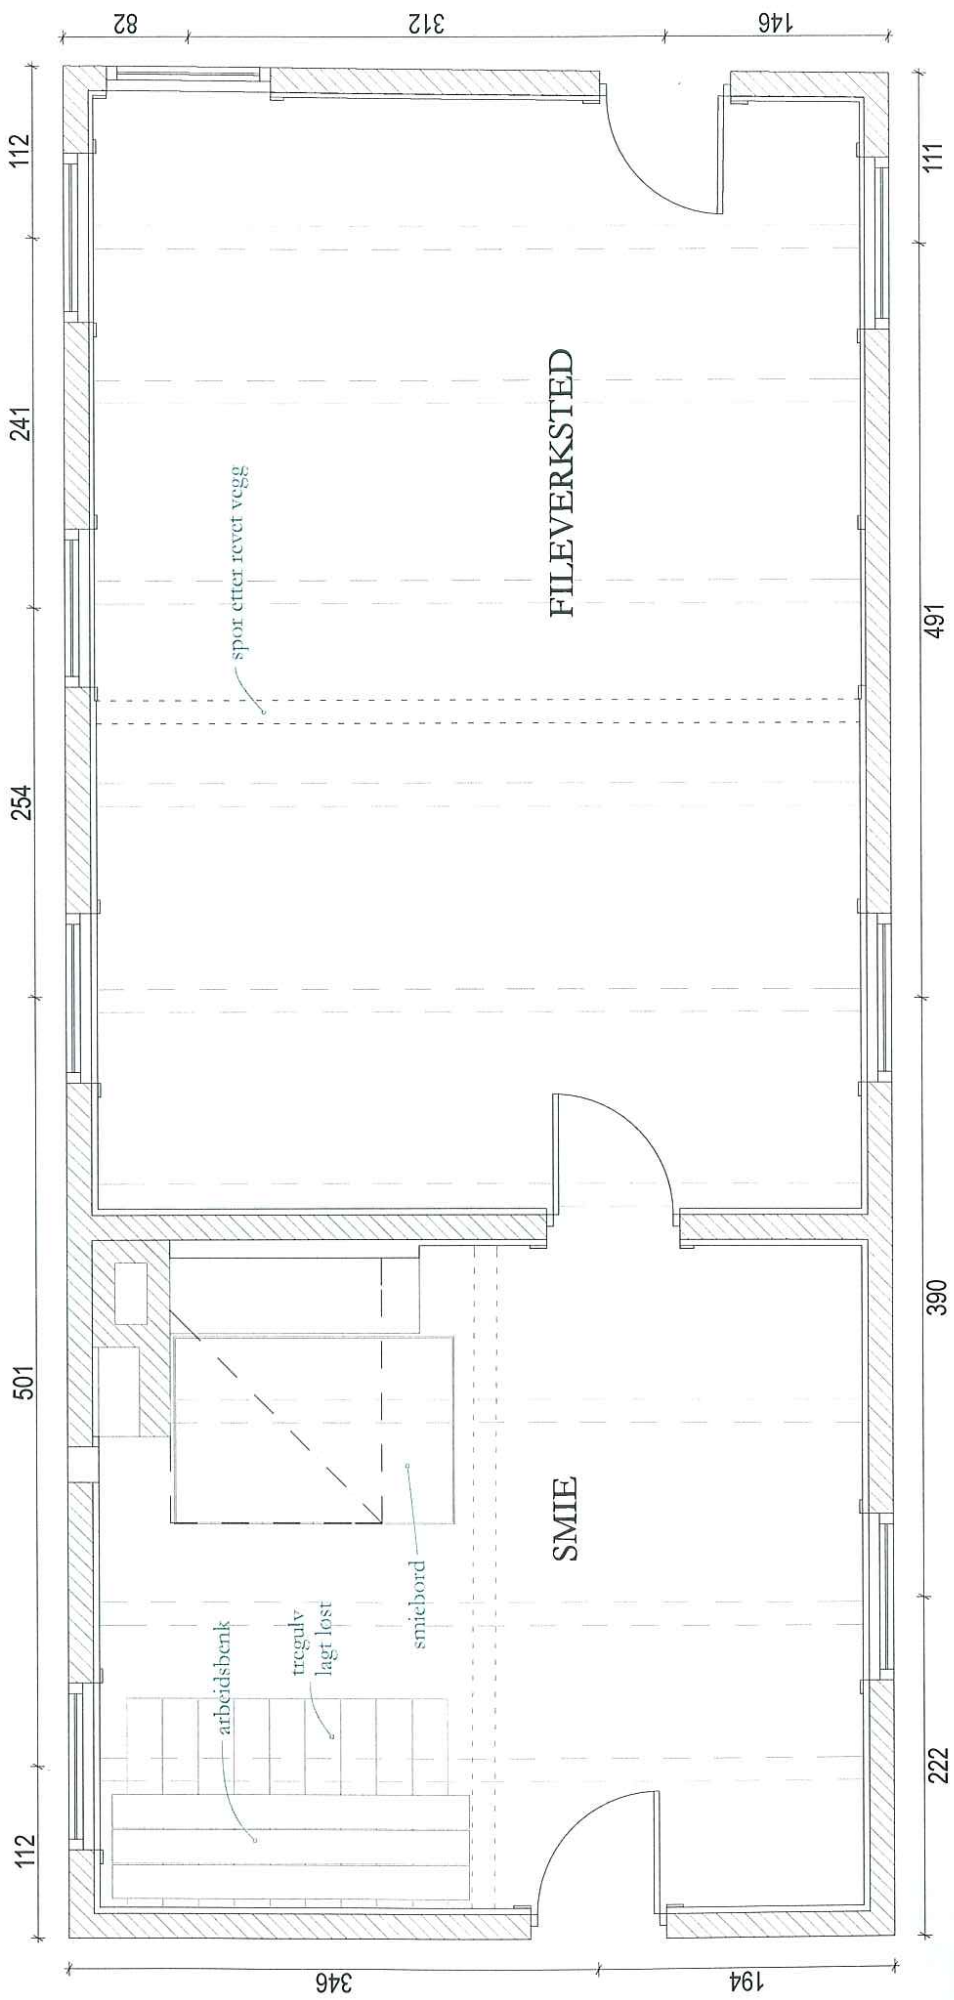 82
312
146
112
241
254
501
112
111
491
390
222
346
194
spor etter revet vegg
FILEVERKSTED
SMIE
arbeidsbenk
tregulv
lagt løst
smiebord